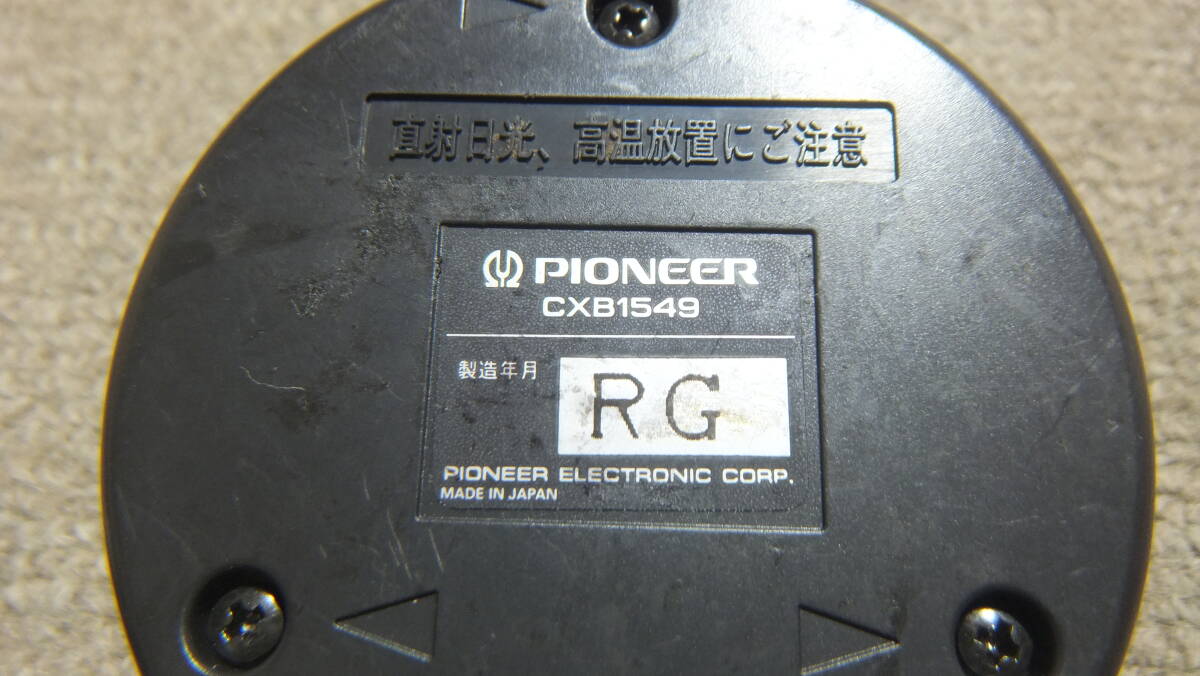 直射日光、高温放置にご注意
PIONEER
CXB1549
製造年月 RG
PIONEER ELECTRONIC CORP.
MADE IN JAPAN